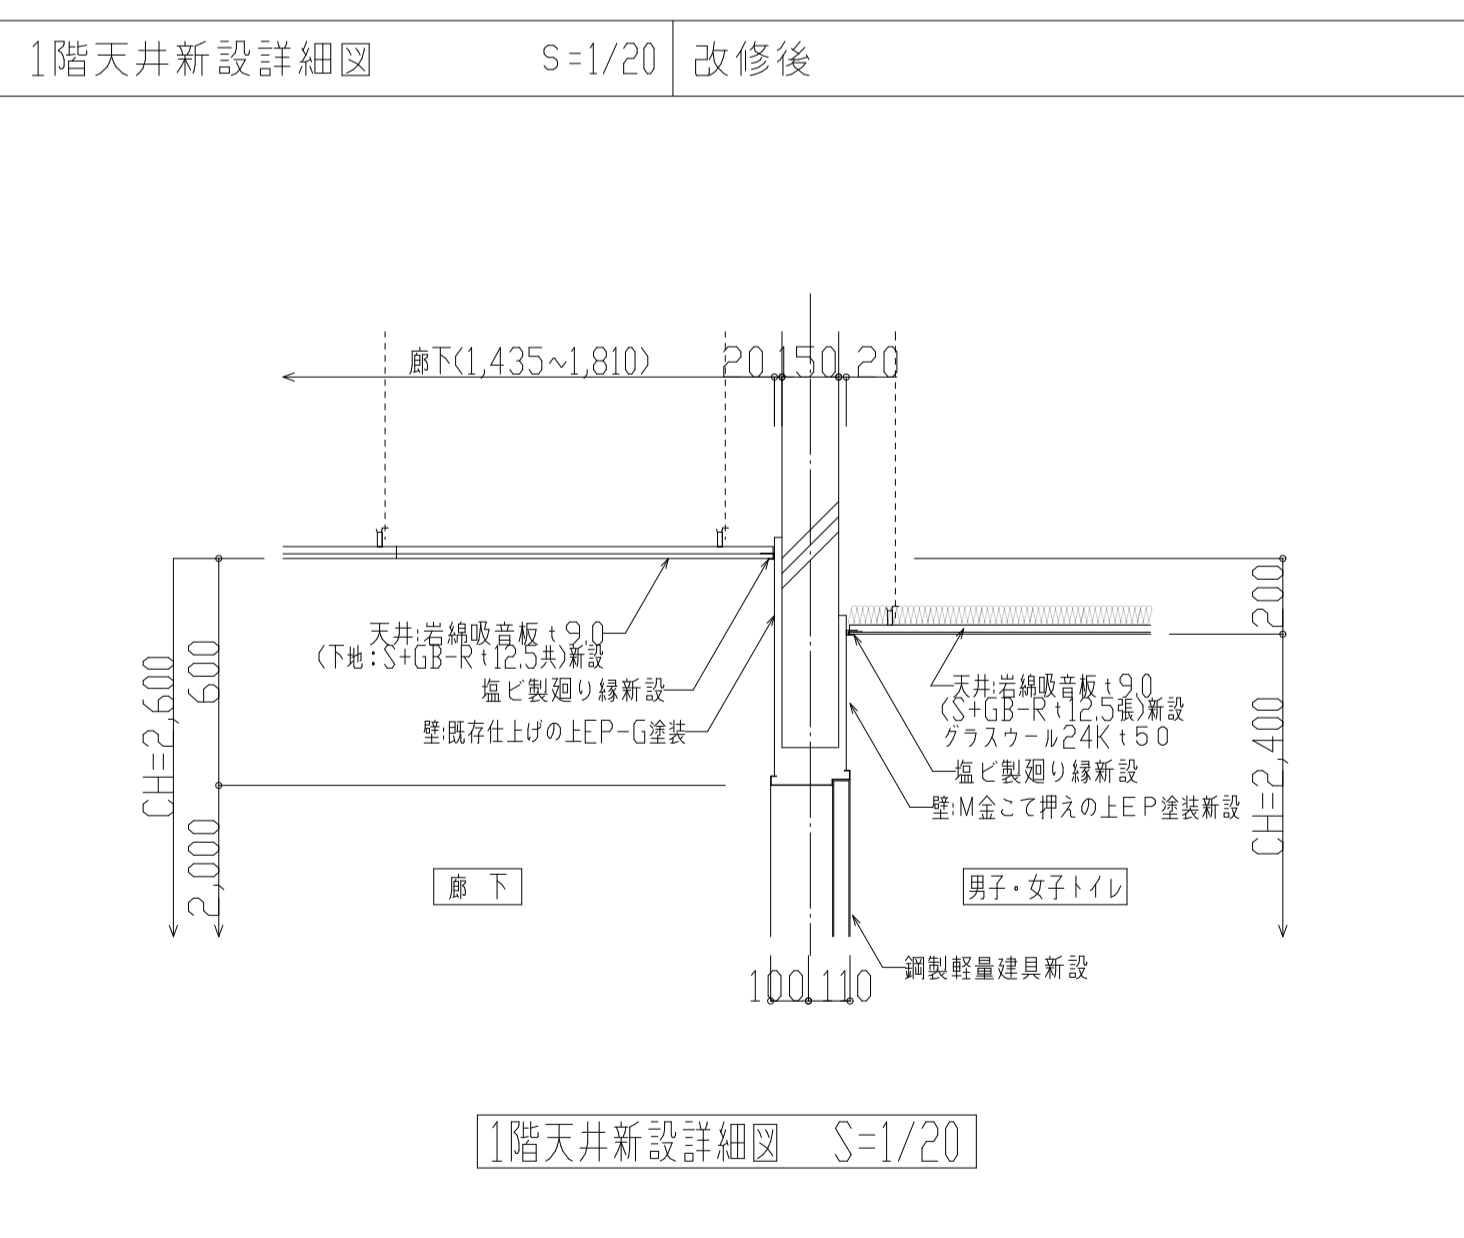 1階天井新設詳細図 S=1/20 改修後
廊下(1,435~1,810) 20 150 20
天井:岩綿吸音板 t 9.0
(下地:S+GB-R t12.5共)新設
塩ビ製廻り縁新設
壁:既存仕上げの上EP-G塗装
CH=2,600
600
2,000
200
CH=2,400
天井:岩綿吸音板 t 9.0
(S+GB-R t12.5張)新設
グラスウール24K t 50
塩ビ製廻り縁新設
壁:M金こて押えの上EP塗装新設
廊 下
男子・女子トイレ
鋼製軽量建具新設
100 110
1階天井新設詳細図 S=1/20